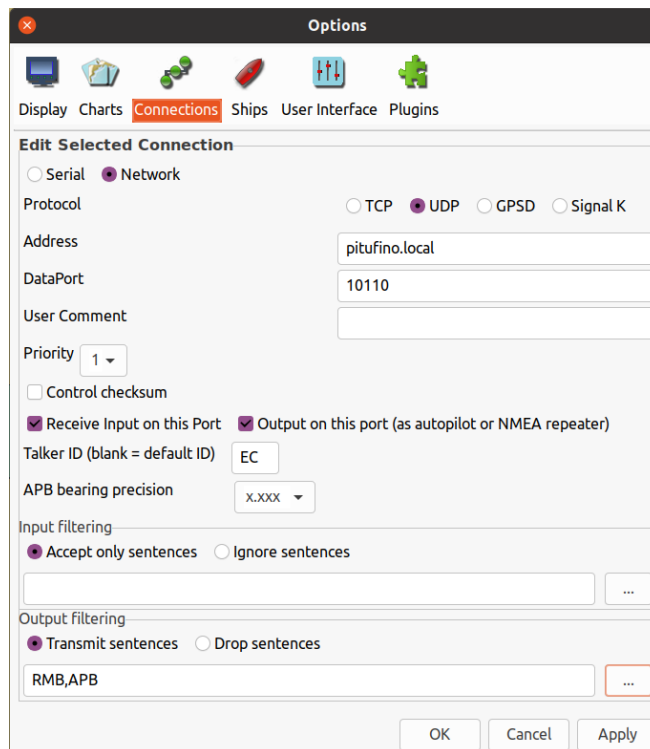 Options
Display Charts Connections Ships User Interface Plugins
Edit Selected Connection
Serial Network
Protocol TCP UDP GPSD Signal K
Address pitufino.local
DataPort 10110
User Comment
Priority 1
Control checksum
Receive Input on this Port Output on this port (as autopilot or NMEA repeater)
Talker ID (blank = default ID) EC
APB bearing precision x.xxx
Input filtering
Accept only sentences Ignore sentences
...
Output filtering
Transmit sentences Drop sentences
RMB,APB ...
OK Cancel Apply